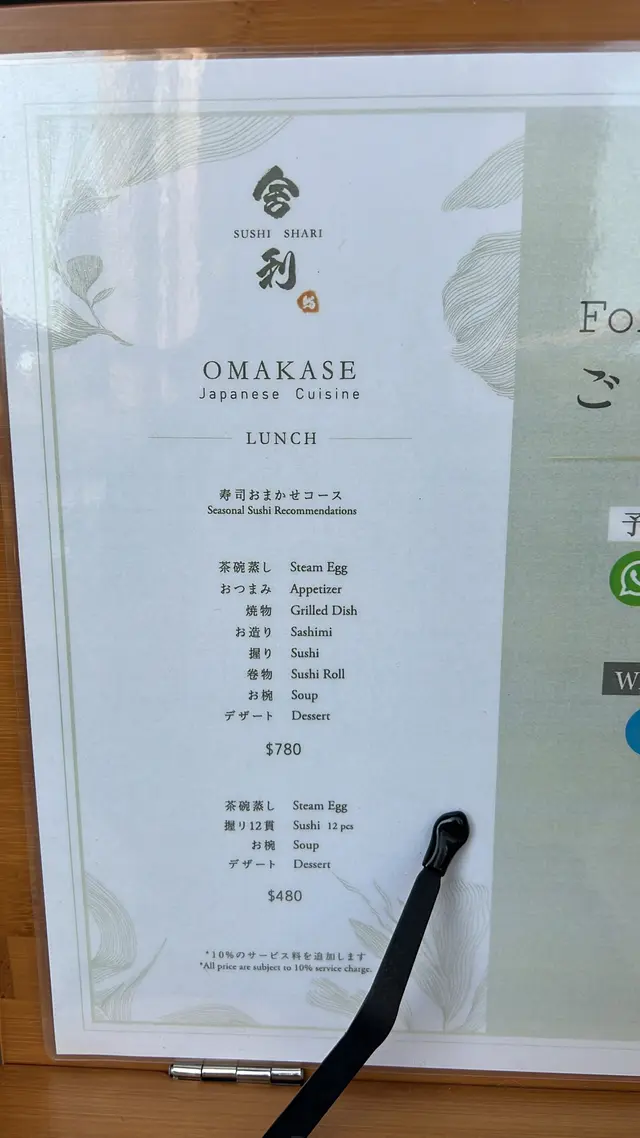 舎
SUSHI SHARI
利
OMAKASE
Japanese Cuisine
LUNCH
寿司おまかせコース
Seasonal Sushi Recommendations
茶碗蒸し Steam Egg
おつまみ Appetizer
焼物 Grilled Dish
お造り Sashimi
握り Sushi
巻物 Sushi Roll
お椀 Soup
デザート Dessert
$780
茶碗蒸し Steam Egg
握り12貫 Sushi 12 pcs
お椀 Soup
デザート Dessert
$480
*10%のサービス料を追加します
*All price are subject to 10% service charge.
ご
予